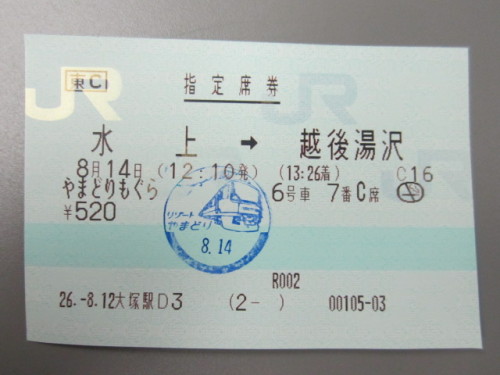 JR
東C
指定席券
水　上 → 越後湯沢
8月14日 (12:10発) (13:26着) C16
やまどりもぐら 6号車 7番C席
¥520
リゾートやまどり
8.14
R002
26.-8.12大塚駅D3 (2- ) 00105-03